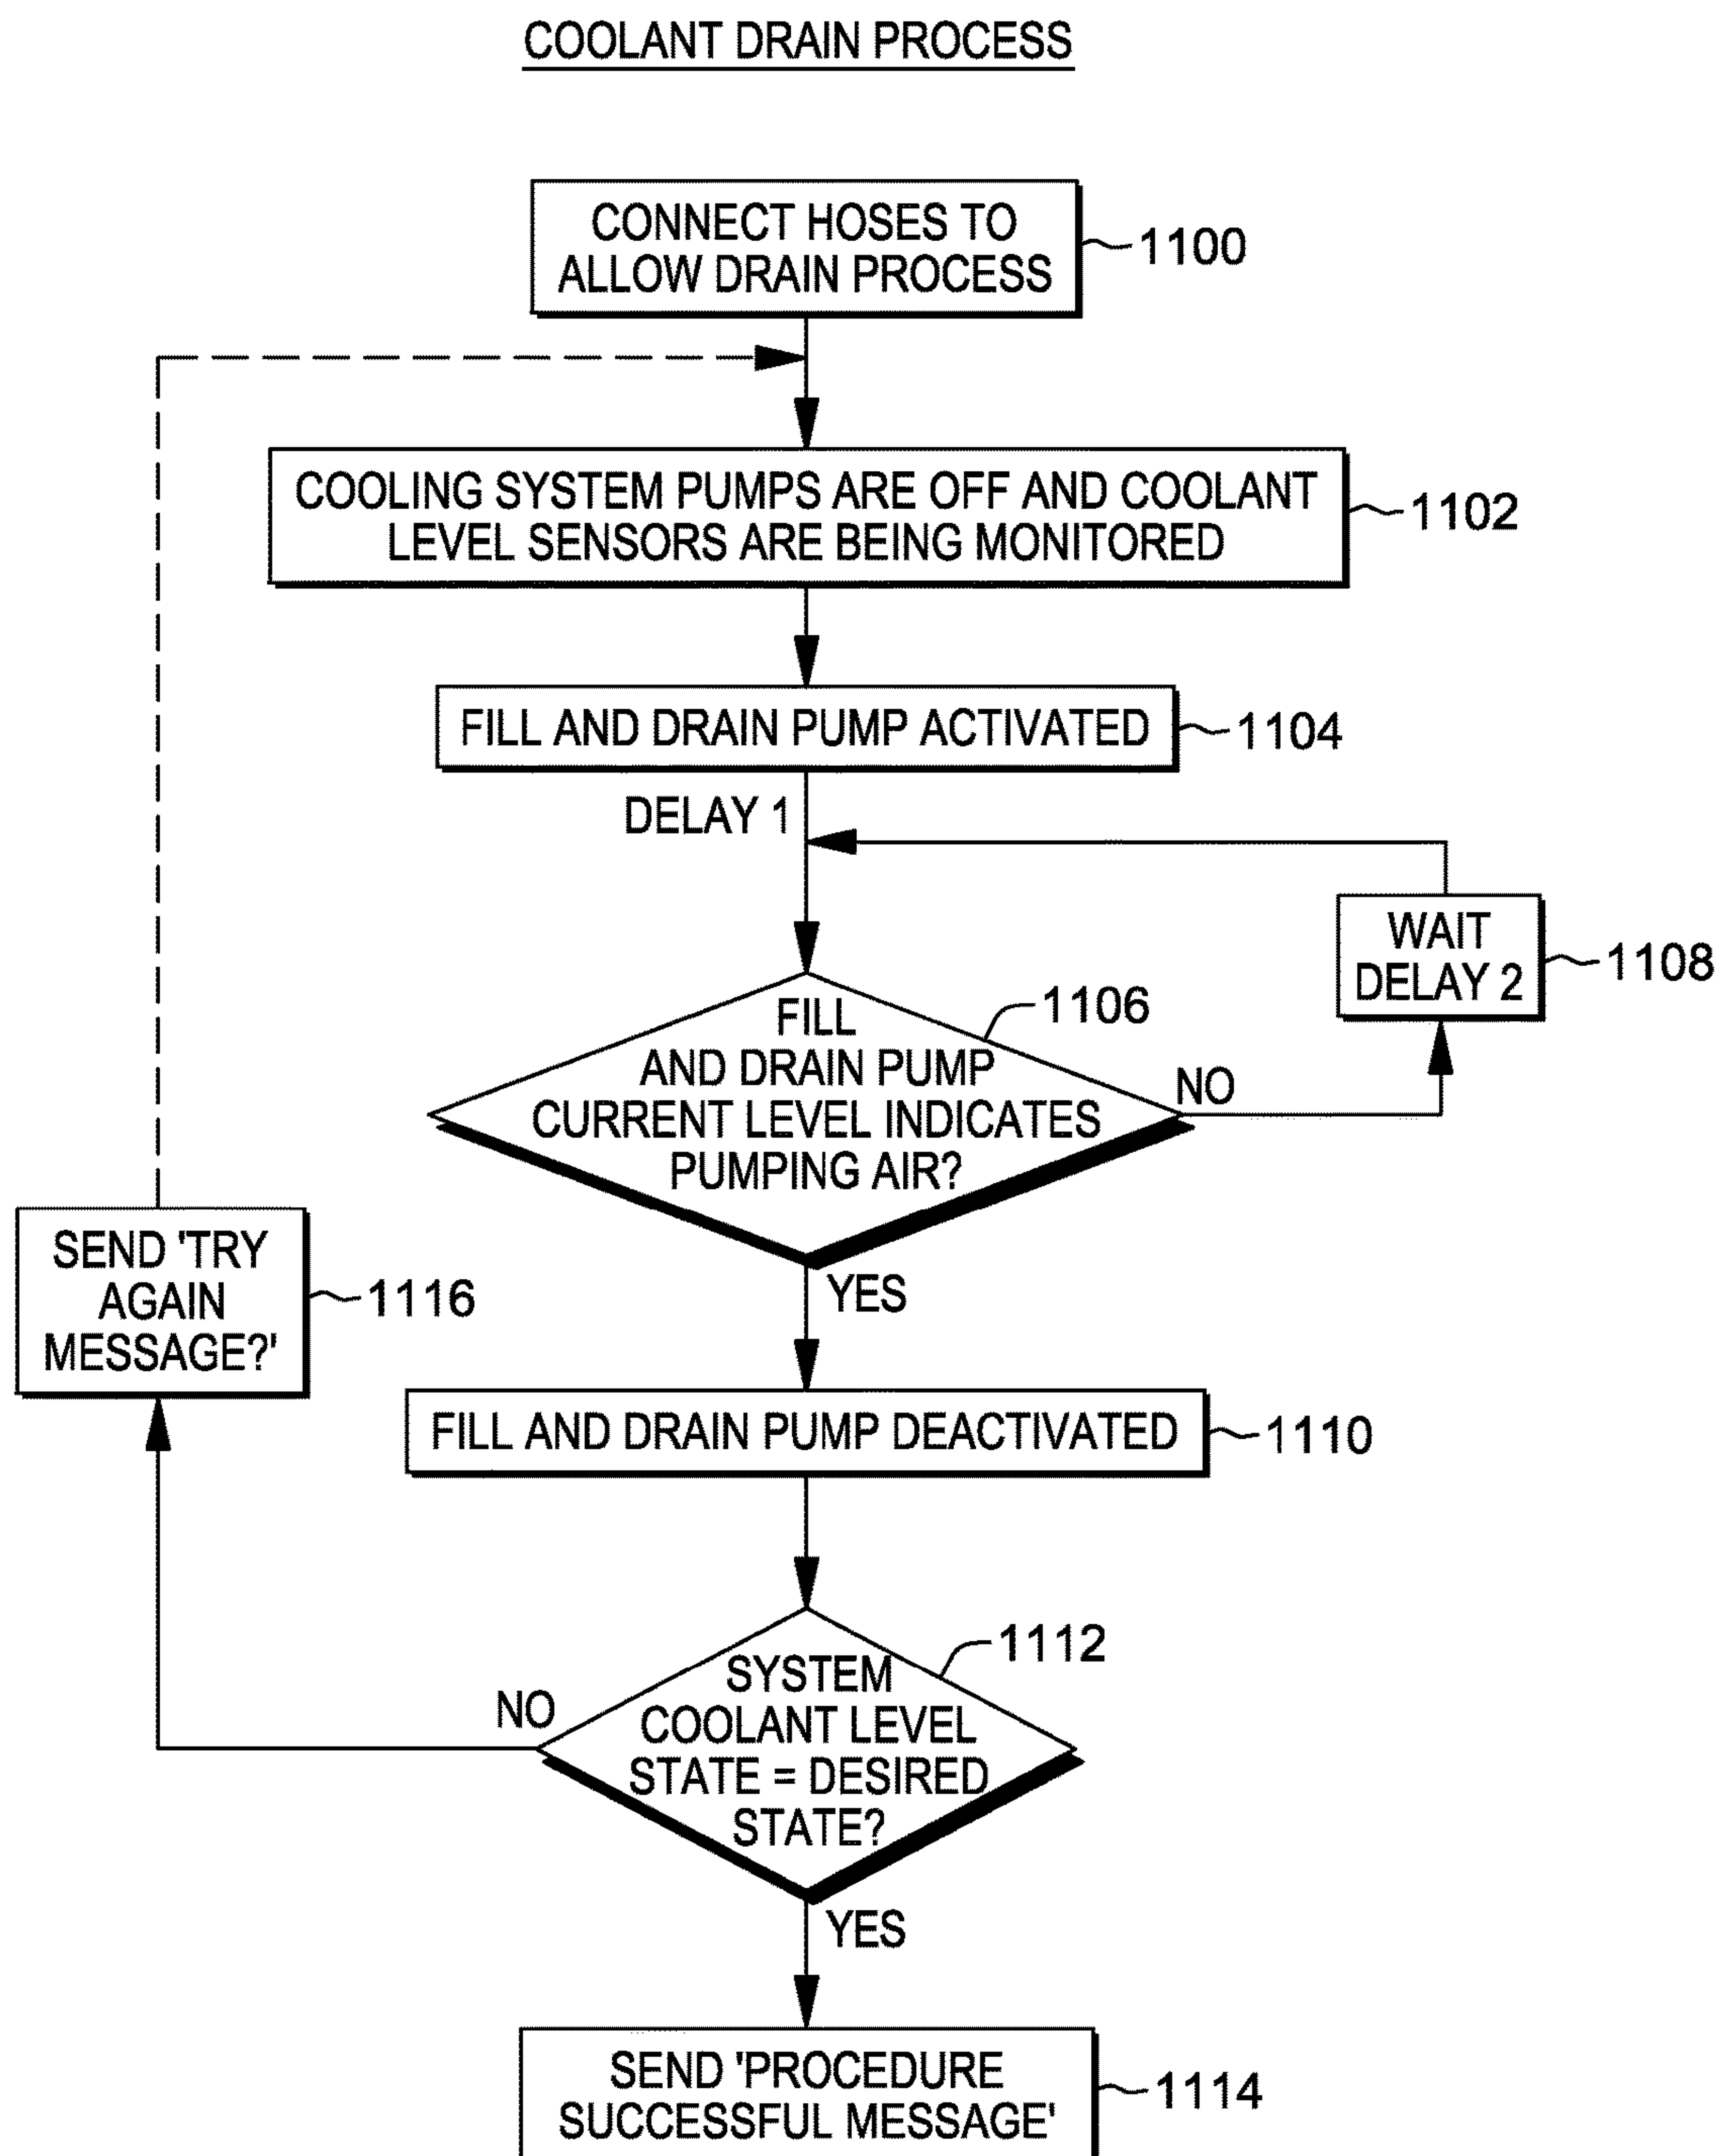 COOLANT DRAIN PROCESS
CONNECT HOSES TO
ALLOW DRAIN PROCESS
1100
COOLING SYSTEM PUMPS ARE OFF AND COOLANT
LEVEL SENSORS ARE BEING MONITORED
1102
FILL AND DRAIN PUMP ACTIVATED
1104
DELAY 1
WAIT
DELAY 2
1108
1106
FILL
AND DRAIN PUMP
CURRENT LEVEL INDICATES
PUMPING AIR?
NO
YES
SEND 'TRY
AGAIN
MESSAGE?'
1116
FILL AND DRAIN PUMP DEACTIVATED
1110
1112
SYSTEM
COOLANT LEVEL
STATE = DESIRED
STATE?
NO
YES
SEND 'PROCEDURE
SUCCESSFUL MESSAGE'
1114